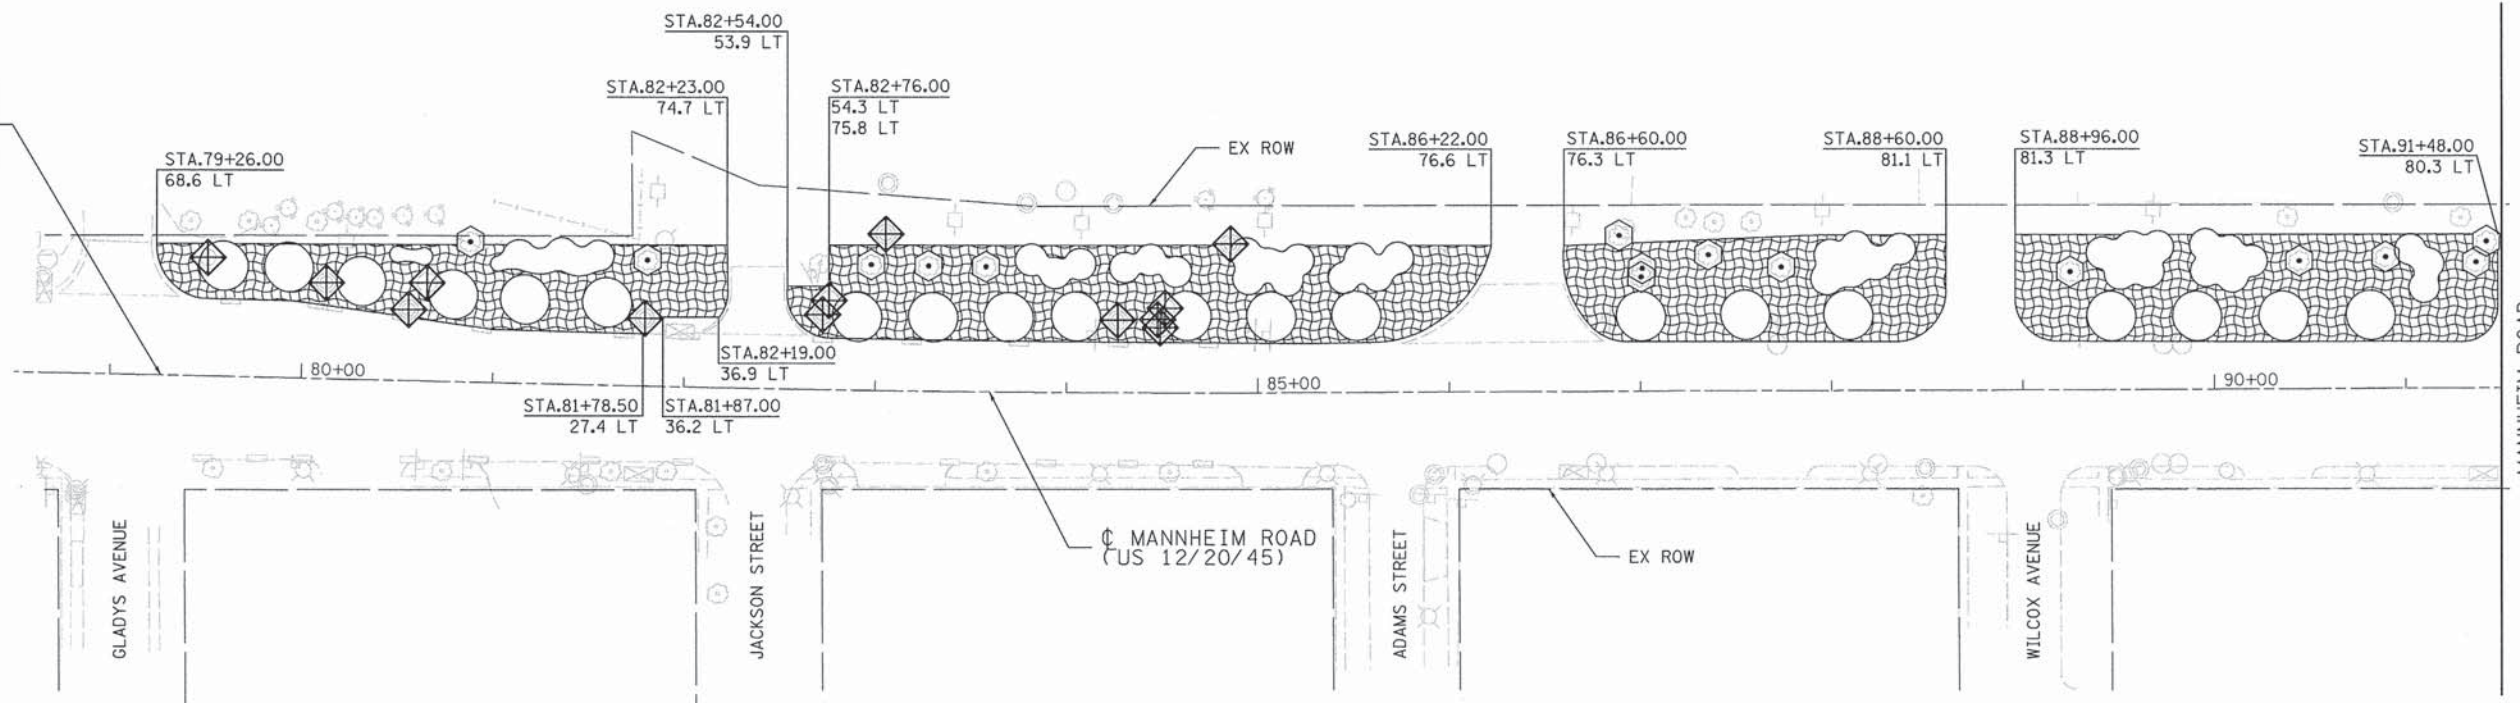 STA.82+54.00
53.9 LT
STA.82+23.00
74.7 LT
STA.82+76.00
54.3 LT
75.8 LT
STA.79+26.00
68.6 LT
EX ROW
STA.86+22.00
76.6 LT
STA.86+60.00
76.3 LT
STA.88+60.00
81.1 LT
STA.88+96.00
81.3 LT
STA.91+48.00
80.3 LT
STA.82+19.00
36.9 LT
80+00
85+00
90+00
STA.81+78.50
27.4 LT
STA.81+87.00
36.2 LT
℄ MANNHEIM ROAD
(US 12/20/45)
EX ROW
GLADYS AVENUE
JACKSON STREET
ADAMS STREET
WILCOX AVENUE